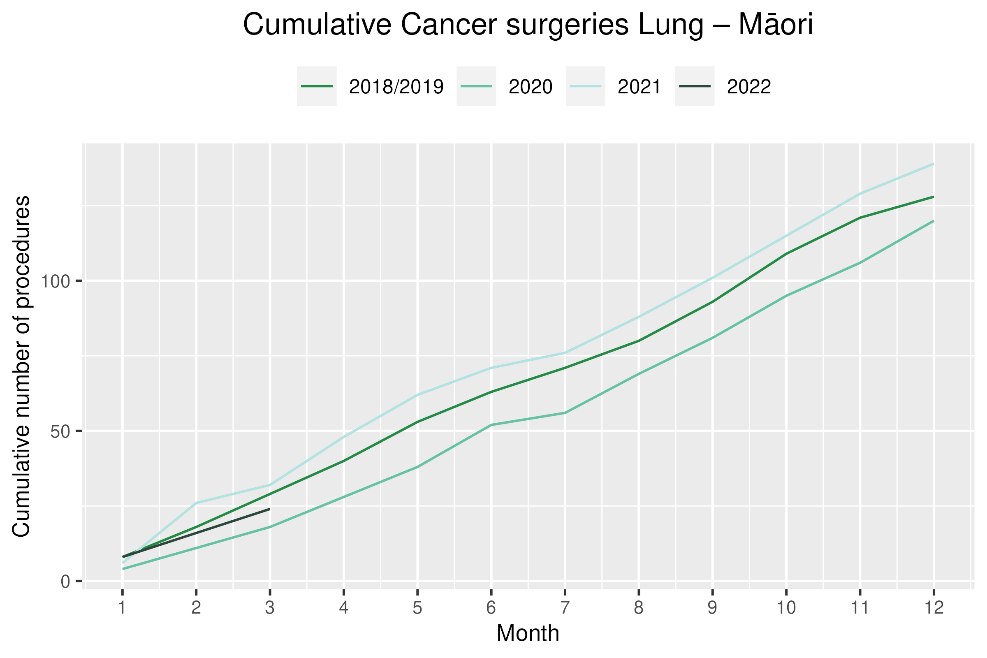 Cumulative Cancer surgeries Lung – Māori
2018/2019 2020 2021 2022
Cumulative number of procedures
100
50
0
1 2 3 4 5 6 7 8 9 10 11 12
Month